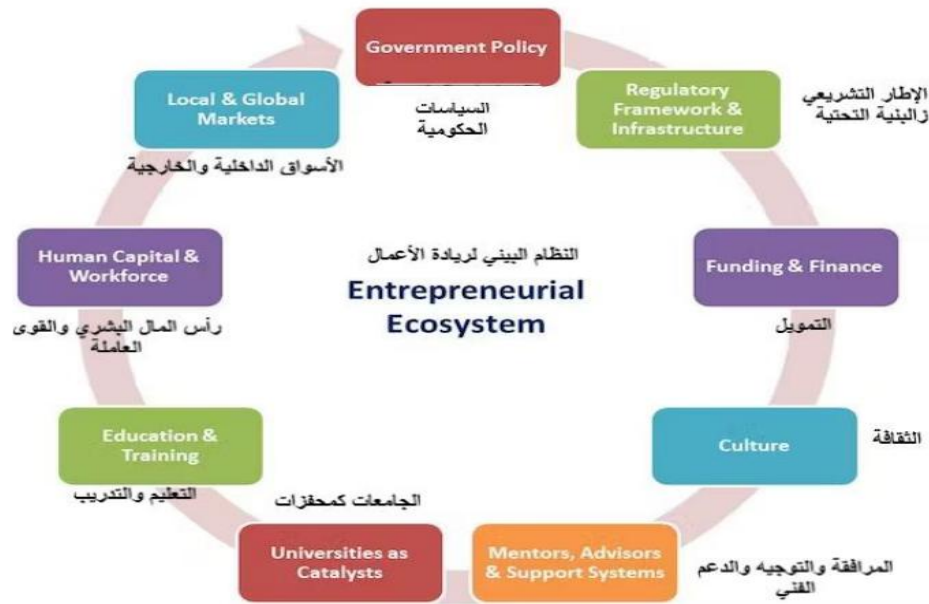 Government Policy
السياسات
الحكومية
Regulatory
Framework &
Infrastructure
الإطار التشريعي
زالبنية التحتية
Funding & Finance
التمويل
Culture
الثقافة
Mentors, Advisors
& Support Systems
المرافقة والتوجيه والدعم
الفني
Universities as
Catalysts
الجامعات كمحفزات
Education &
Training
التعليم والتدريب
Human Capital &
Workforce
رأس المال البشري والقوى
العاملة
Local & Global
Markets
الأسواق الداخلية والخارجية
النظام البيني لريادة الأعمال
Entrepreneurial
Ecosystem